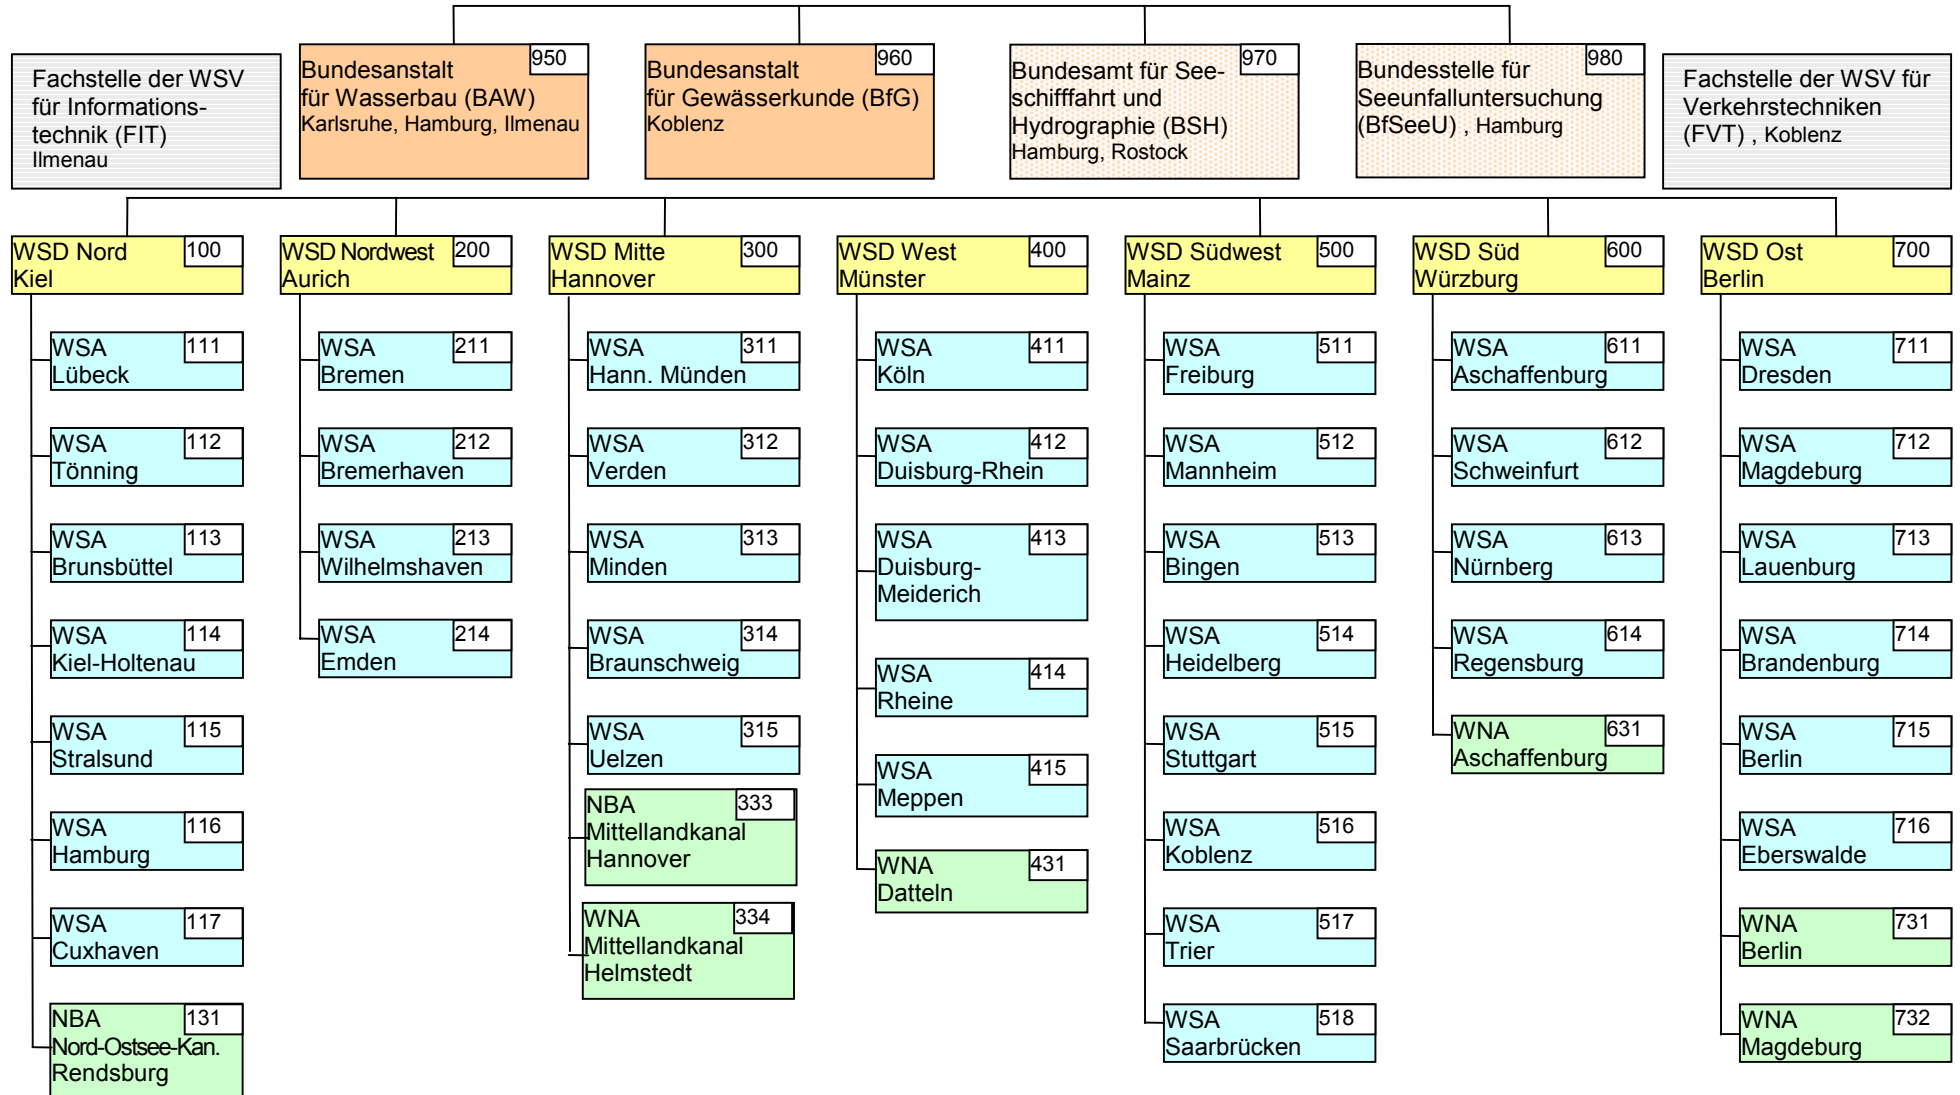 Fachstelle der WSV
für Informations-
technik (FIT)
Ilmenau
950
Bundesanstalt
für Wasserbau (BAW)
Karlsruhe, Hamburg, Ilmenau
960
Bundesanstalt
für Gewässerkunde (BfG)
Koblenz
970
Bundesamt für See-
schifffahrt und
Hydrographie (BSH)
Hamburg, Rostock
980
Bundesstelle für
Seeunfalluntersuchung
(BfSeeU) , Hamburg
Fachstelle der WSV für
Verkehrstechniken
(FVT) , Koblenz
WSD Nord 100
Kiel
WSA 111
Lübeck
WSA 112
Tönning
WSA 113
Brunsbüttel
WSA 114
Kiel-Holtenau
WSA 115
Stralsund
WSA 116
Hamburg
WSA 117
Cuxhaven
NBA 131
Nord-Ostsee-Kan.
Rendsburg
WSD Nordwest 200
Aurich
WSA 211
Bremen
WSA 212
Bremerhaven
WSA 213
Wilhelmshaven
WSA 214
Emden
WSD Mitte 300
Hannover
WSA 311
Hann. Münden
WSA 312
Verden
WSA 313
Minden
WSA 314
Braunschweig
WSA 315
Uelzen
NBA 333
Mittellandkanal
Hannover
WNA 334
Mittellandkanal
Helmstedt
WSD West 400
Münster
WSA 411
Köln
WSA 412
Duisburg-Rhein
WSA 413
Duisburg-
Meiderich
WSA 414
Rheine
WSA 415
Meppen
WNA 431
Datteln
WSD Südwest 500
Mainz
WSA 511
Freiburg
WSA 512
Mannheim
WSA 513
Bingen
WSA 514
Heidelberg
WSA 515
Stuttgart
WSA 516
Koblenz
WSA 517
Trier
WSA 518
Saarbrücken
WSD Süd 600
Würzburg
WSA 611
Aschaffenburg
WSA 612
Schweinfurt
WSA 613
Nürnberg
WSA 614
Regensburg
WNA 631
Aschaffenburg
WSD Ost 700
Berlin
WSA 711
Dresden
WSA 712
Magdeburg
WSA 713
Lauenburg
WSA 714
Brandenburg
WSA 715
Berlin
WSA 716
Eberswalde
WNA 731
Berlin
WNA 732
Magdeburg